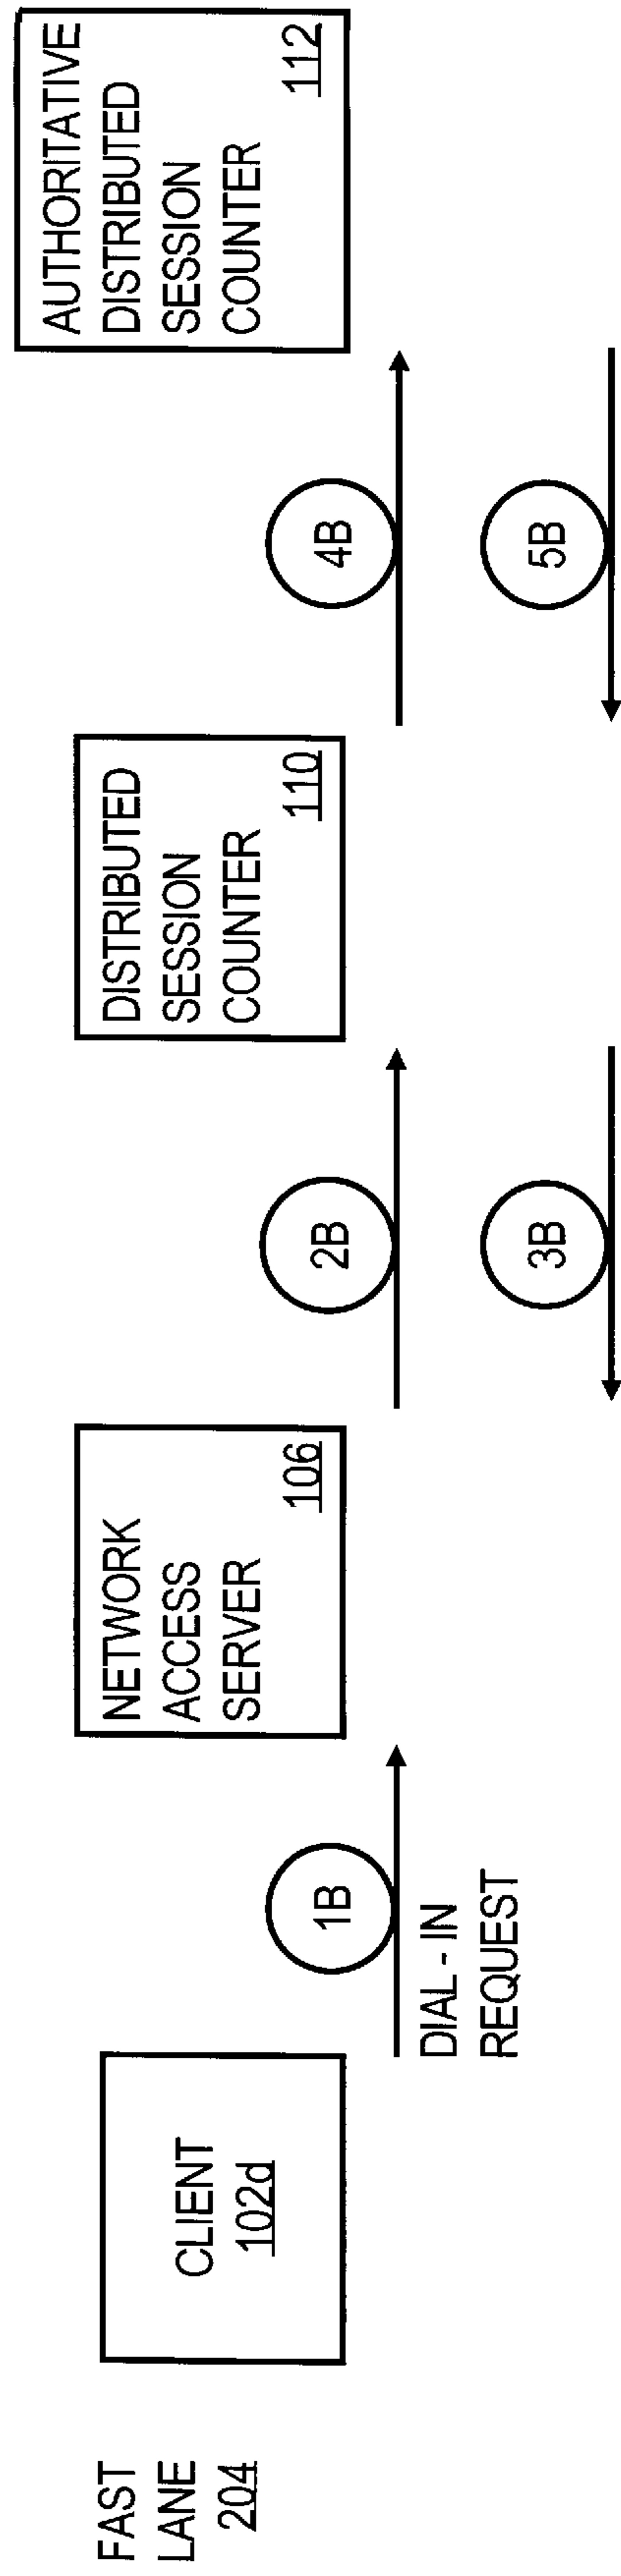 FAST
LANE
204
CLIENT
102d
1B
DIAL - IN
REQUEST
NETWORK
ACCESS
SERVER
106
2B
3B
DISTRIBUTED
SESSION
COUNTER
110
4B
5B
AUTHORITATIVE
DISTRIBUTED
SESSION
COUNTER
112